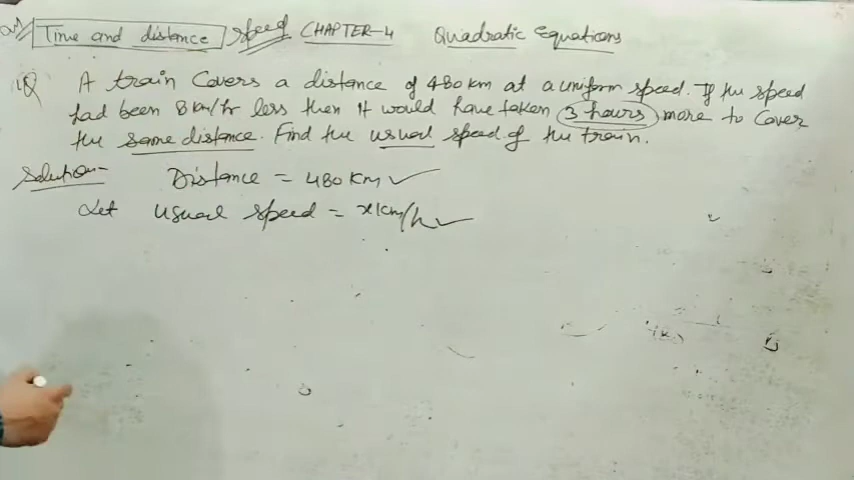 Time and distance speed CHAPTER-4 Quadratic Equations
1Q A train Covers a distance of 480 km at a uniform speed. If the speed
had been 8 km/hr less then it would have taken 3 hours more to Cover
the same distance. Find the usual speed of the train.
Solution- Distance = 480 KM ✓
Let usual speed = x km/h ✓